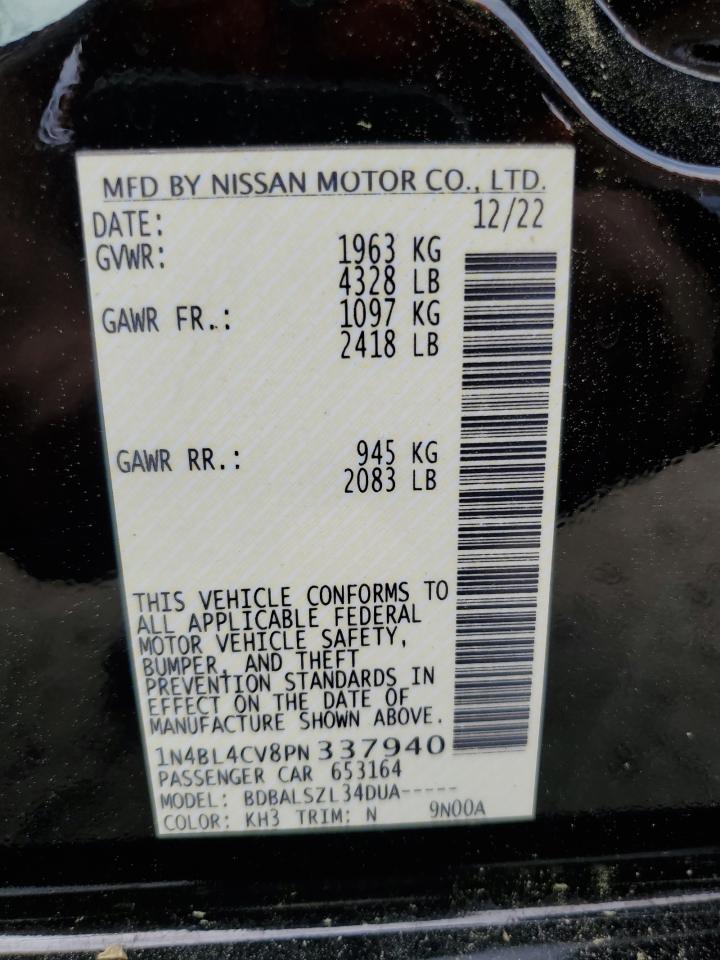 MFD BY NISSAN MOTOR CO., LTD.
DATE: 12/22
GVWR: 1963 KG
4328 LB
GAWR FR.: 1097 KG
2418 LB
GAWR RR.: 945 KG
2083 LB
THIS VEHICLE CONFORMS TO
ALL APPLICABLE FEDERAL
MOTOR VEHICLE SAFETY,
BUMPER, AND THEFT
PREVENTION STANDARDS IN
EFFECT ON THE DATE OF
MANUFACTURE SHOWN ABOVE.
1N4BL4CV8PN 337940
PASSENGER CAR 653164
MODEL: BDBALSZL34DUA-----
COLOR: KH3 TRIM: N 9N00A